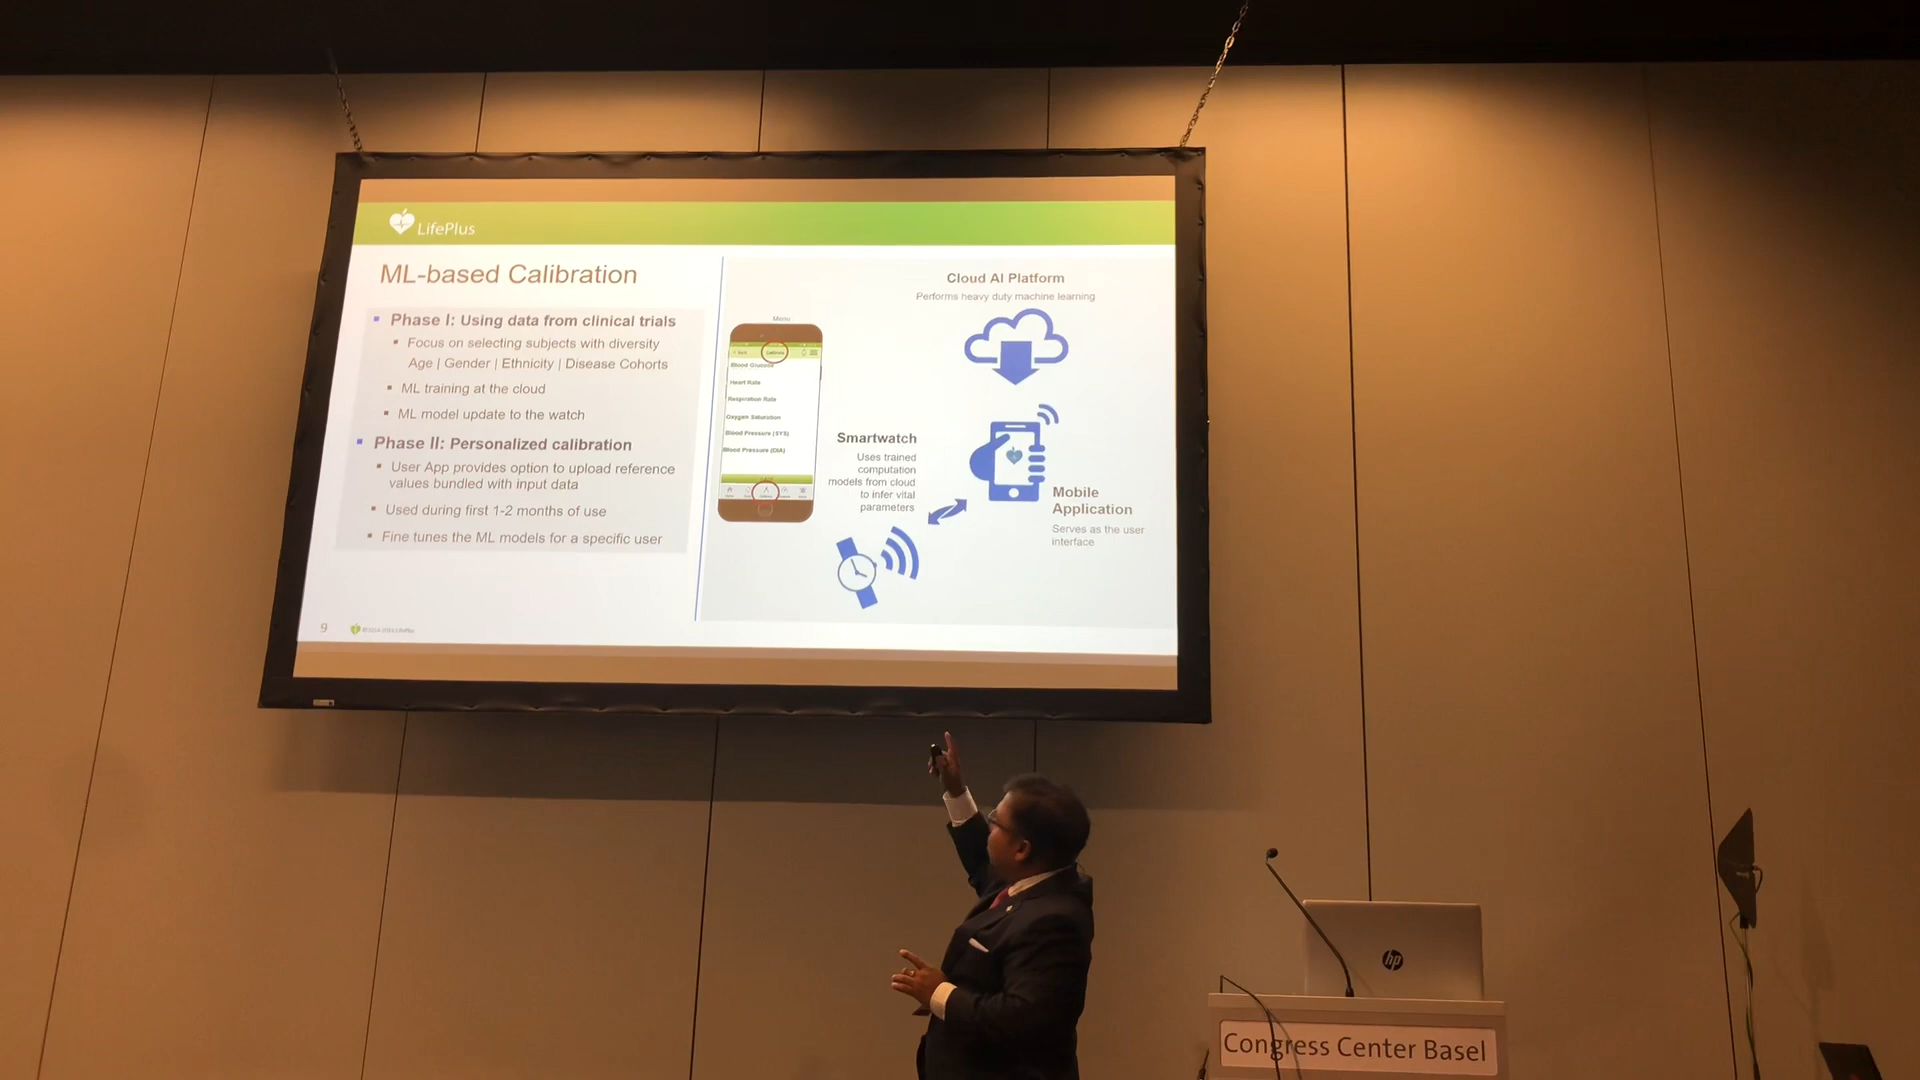 LifePlus
ML-based Calibration
Phase I: Using data from clinical trials
Focus on selecting subjects with diversity
Age | Gender | Ethnicity | Disease Cohorts
ML training at the cloud
ML model update to the watch
Phase II: Personalized calibration
User App provides option to upload reference
values bundled with input data
Used during first 1-2 months of use
Fine tunes the ML models for a specific user
9
Menu
Blood Glucose
Heart Rate
Respiration Rate
Oxygen Saturation
Blood Pressure (SYS)
Blood Pressure (DIA)
Cloud AI Platform
Performs heavy duty machine learning
Smartwatch
Uses trained
computation
models from cloud
to infer vital
parameters
Mobile
Application
Serves as the user
interface
hp
Congress Center Basel